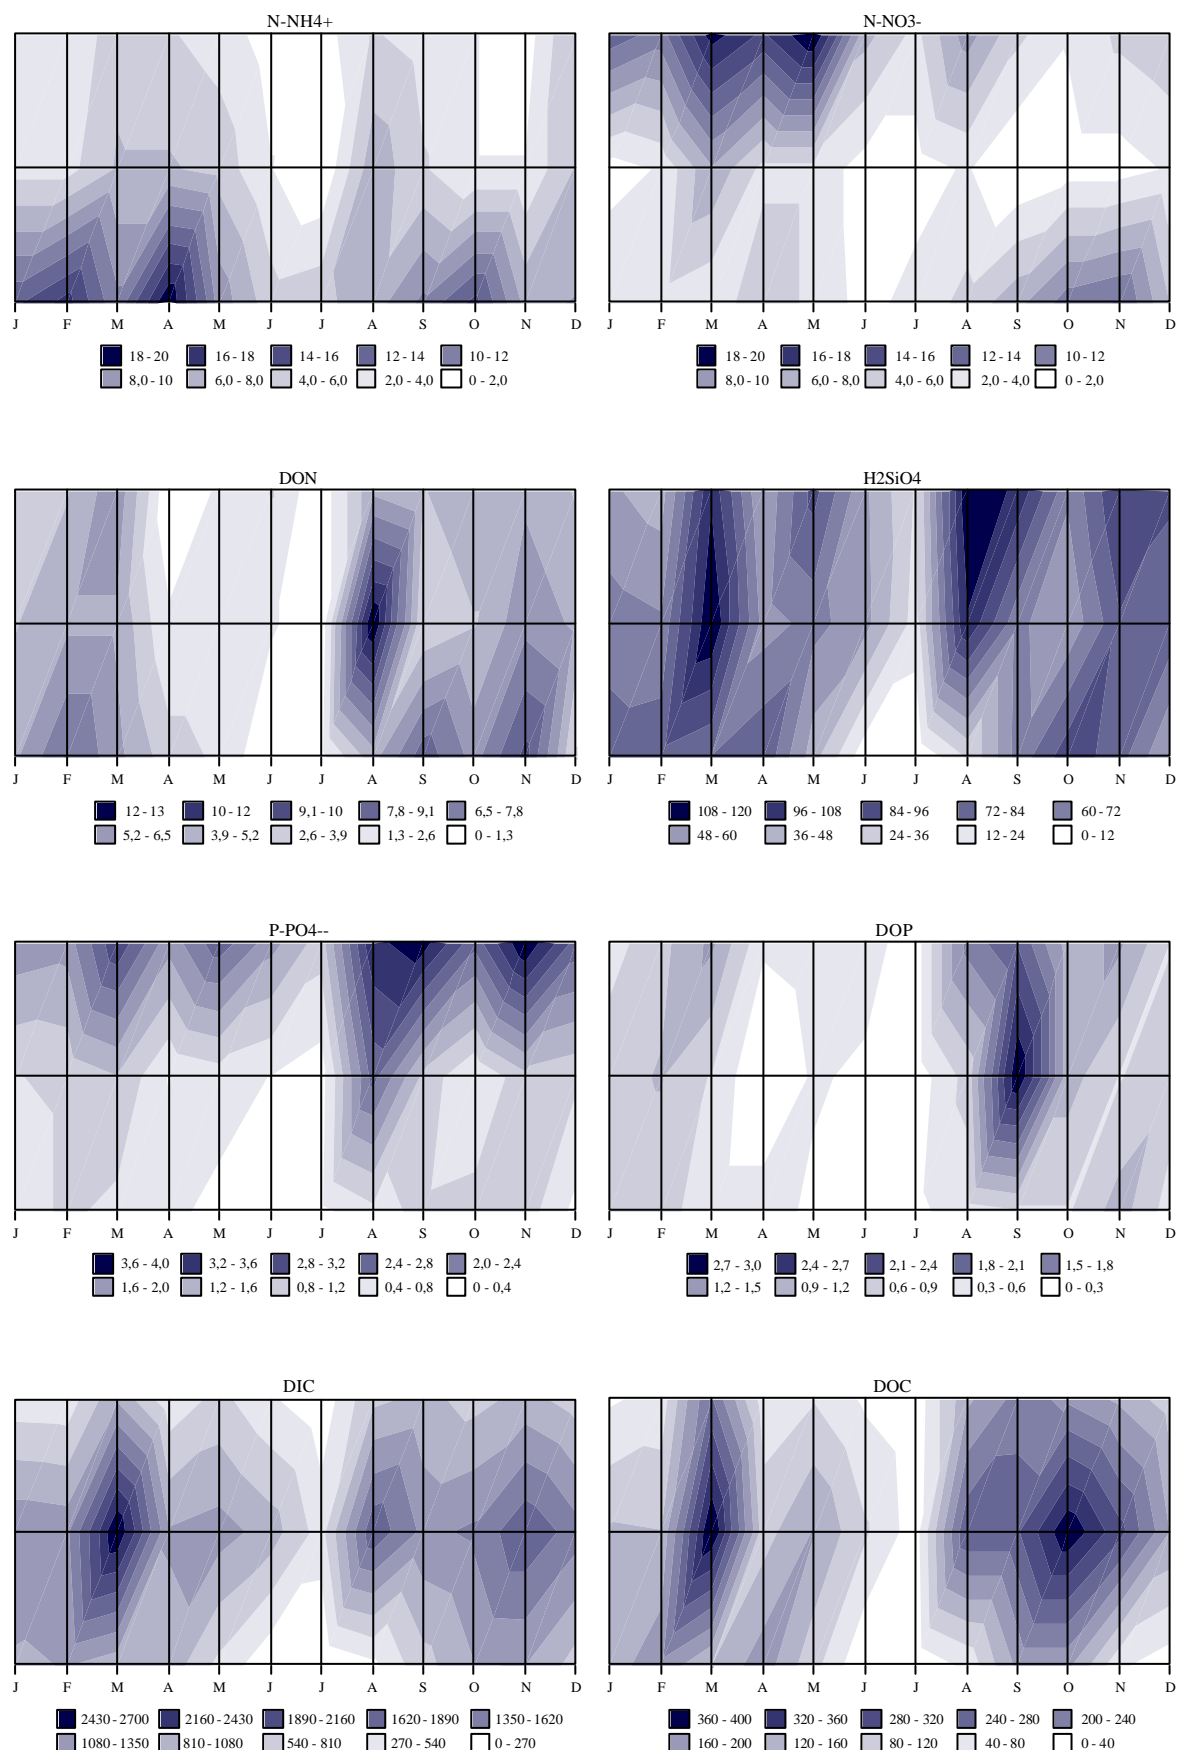 N-NH4+ N-NO3-
J F M A M J J A S O N D J F M A M J J A S O N D
18 - 20 16 - 18 14 - 16 12 - 14 10 - 12 18 - 20 16 - 18 14 - 16 12 - 14 10 - 12
8,0 - 10 6,0 - 8,0 4,0 - 6,0 2,0 - 4,0 0 - 2,0 8,0 - 10 6,0 - 8,0 4,0 - 6,0 2,0 - 4,0 0 - 2,0
DON H2SiO4
J F M A M J J A S O N D J F M A M J J A S O N D
12 - 13 10 - 12 9,1 - 10 7,8 - 9,1 6,5 - 7,8 108 - 120 96 - 108 84 - 96 72 - 84 60 - 72
5,2 - 6,5 3,9 - 5,2 2,6 - 3,9 1,3 - 2,6 0 - 1,3 48 - 60 36 - 48 24 - 36 12 - 24 0 - 12
P-PO4-- DOP
J F M A M J J A S O N D J F M A M J J A S O N D
3,6 - 4,0 3,2 - 3,6 2,8 - 3,2 2,4 - 2,8 2,0 - 2,4 2,7 - 3,0 2,4 - 2,7 2,1 - 2,4 1,8 - 2,1 1,5 - 1,8
1,6 - 2,0 1,2 - 1,6 0,8 - 1,2 0,4 - 0,8 0 - 0,4 1,2 - 1,5 0,9 - 1,2 0,6 - 0,9 0,3 - 0,6 0 - 0,3
DIC DOC
J F M A M J J A S O N D J F M A M J J A S O N D
2430 - 2700 2160 - 2430 1890 - 2160 1620 - 1890 1350 - 1620 360 - 400 320 - 360 280 - 320 240 - 280 200 - 240
1080 - 1350 810 - 1080 540 - 810 270 - 540 0 - 270 160 - 200 120 - 160 80 - 120 40 - 80 0 - 40